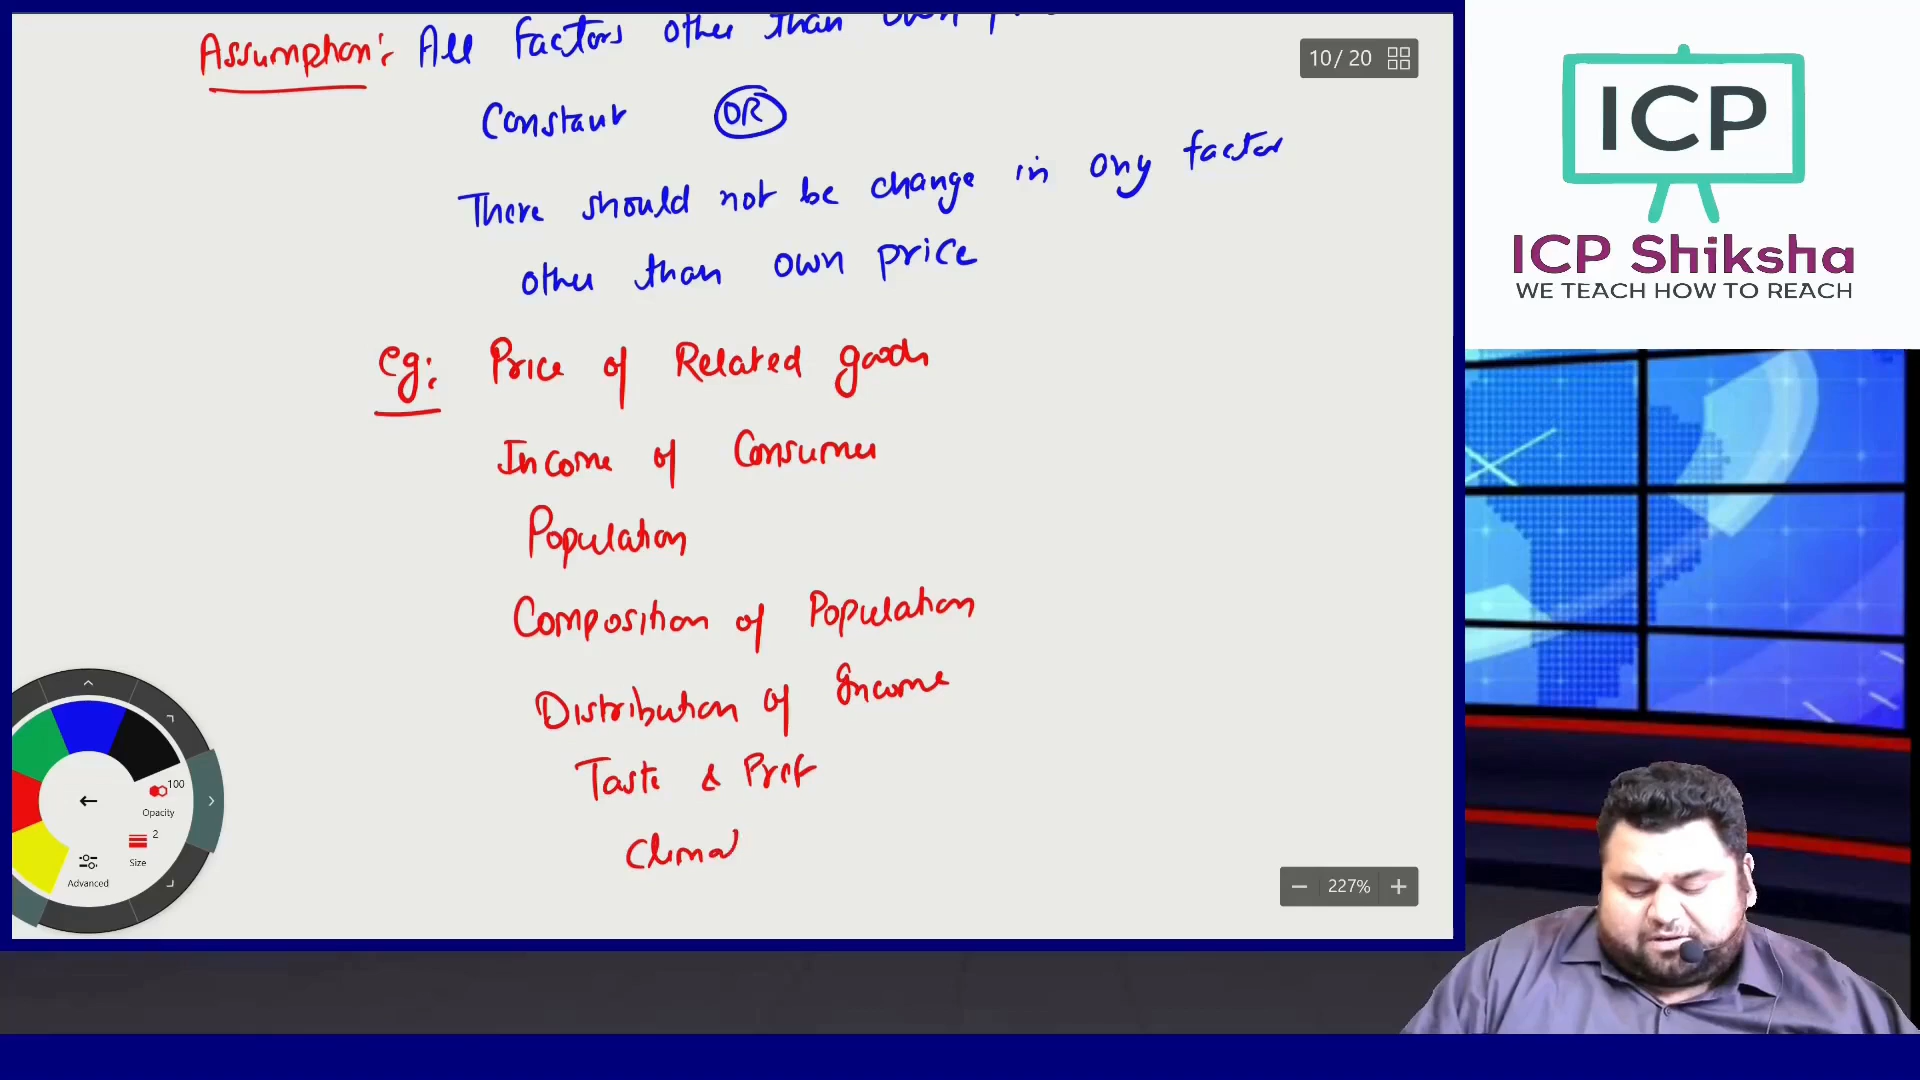 Assumption: All factors other than own
10/ 20
Constant OR
There should not be change in any factor
other than own price
eg: Price of Related goods
Income of Consumer
Population
Composition of Population
Distribution of Income
Taste & Pref
Climat
100
Opacity
2
Size
Advanced
227%
ICP
ICP Shiksha
WE TEACH HOW TO REACH